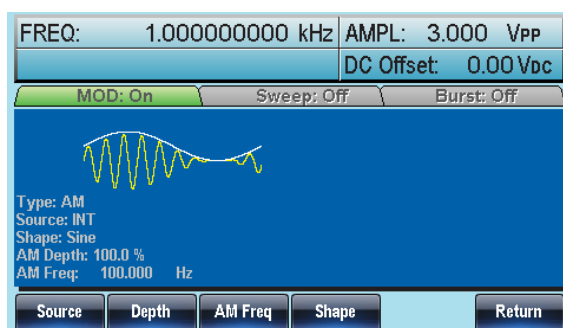 FREQ: 1.000000000 kHz AMPL: 3.000 VPP
DC Offset: 0.00 VDC
MOD: On Sweep: Off Burst: Off
Type: AM
Source: INT
Shape: Sine
AM Depth: 100.0 %
AM Freq: 100.000 Hz
Source Depth AM Freq Shape Return